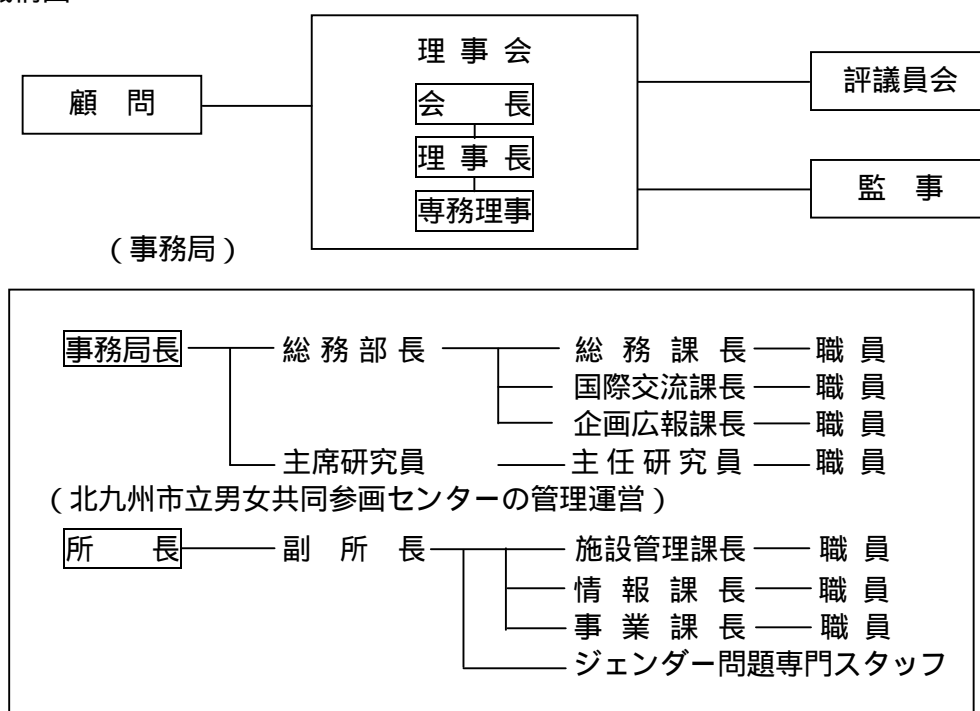 理 事 会
評議員会
顧 問
会 長
理 事 長
専務理事
監 事
(事務局)
事務局長 総 務 部 長 総 務 課 長 職 員
国際交流課長 職 員
企画広報課長 職 員
主席研究員 主 任 研 究 員 職 員
(北九州市立男女共同参画センターの管理運営)
所 長 副 所 長 施設管理課長 職 員
情 報 課 長 職 員
事 業 課 長 職 員
ジェンダー問題専門スタッフ